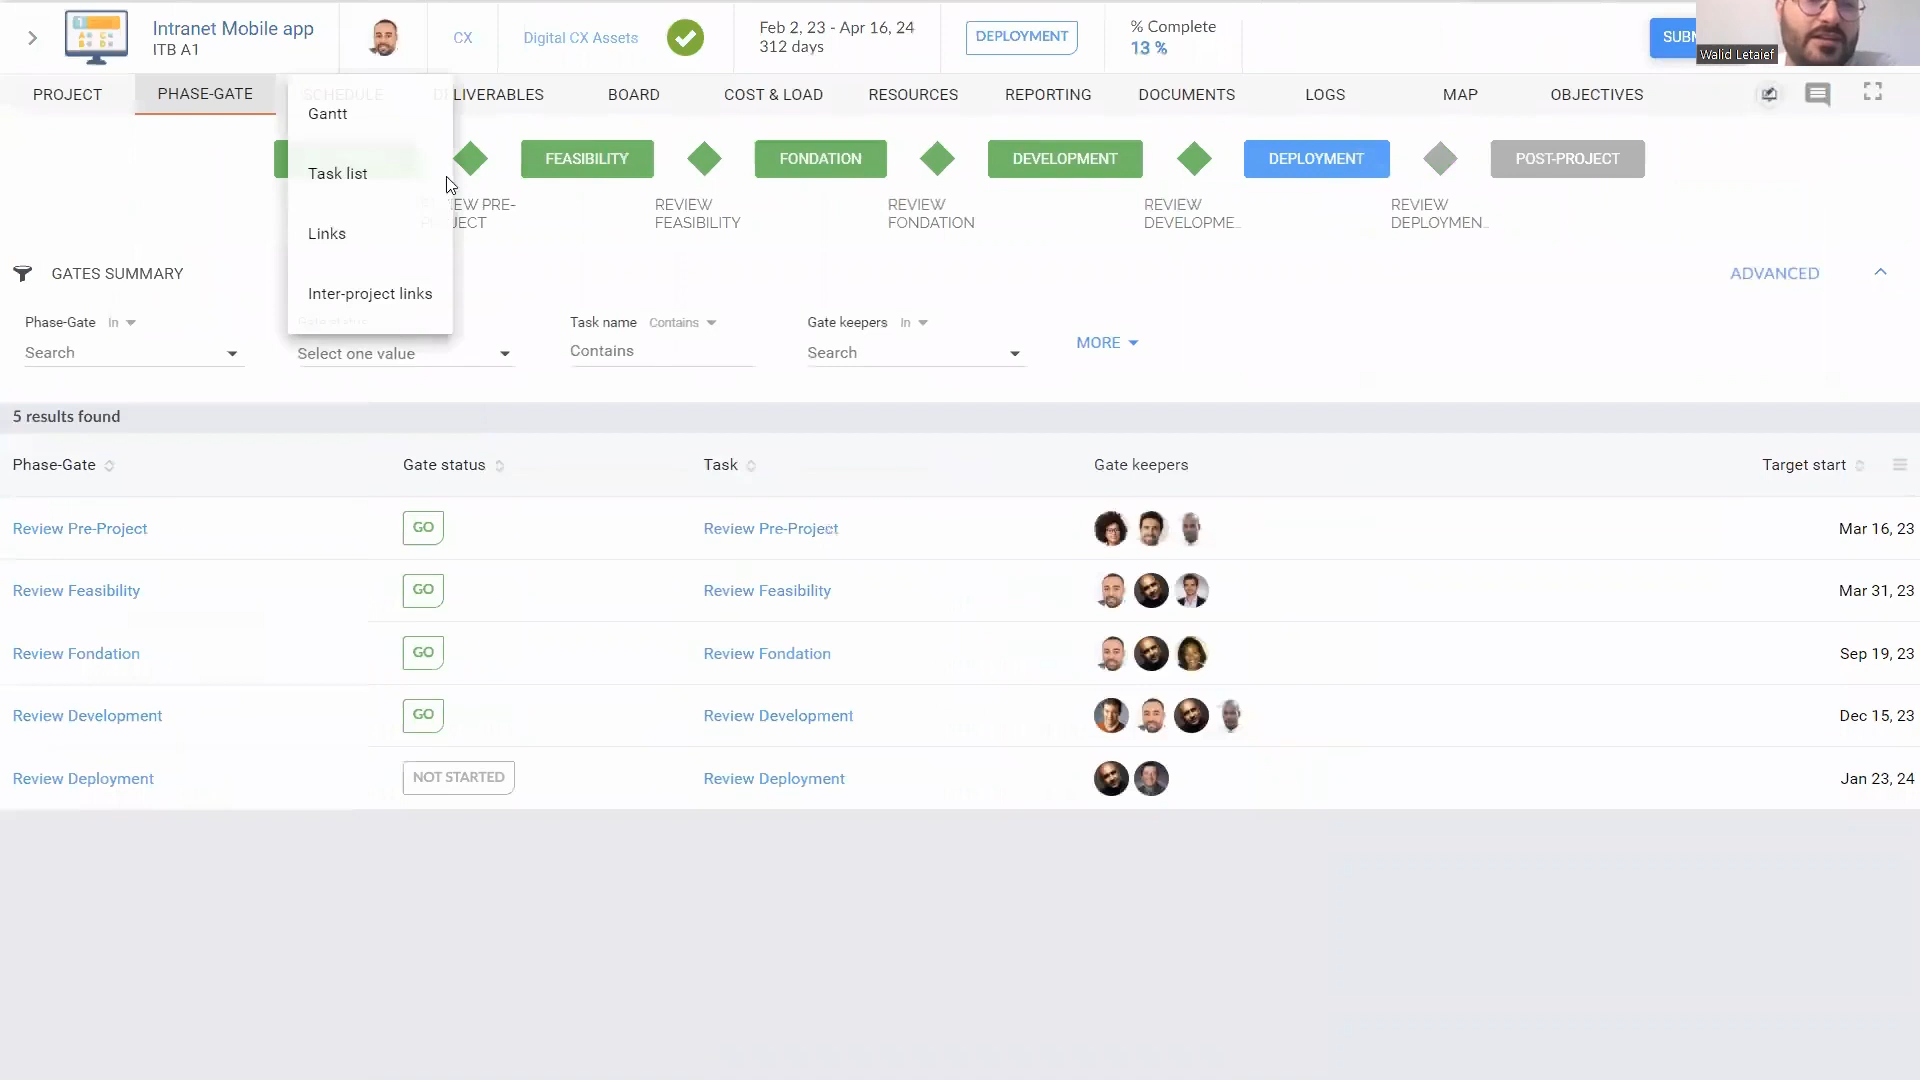 Intranet Mobile app
ITB A1
CX
Digital CX Assets
Feb 2, 23 - Apr 16, 24
312 days
DEPLOYMENT
% Complete
13 %
Walid Letaief
PROJECT
PHASE-GATE
SCHEDULE
BOARD
COST & LOAD
RESOURCES
REPORTING
DOCUMENTS
LOGS
MAP
OBJECTIVES
Gantt
Task list
Links
Inter-project links
FEASIBILITY
FONDATION
DEVELOPMENT
DEPLOYMENT
POST-PROJECT
REVIEW
FEASIBILITY
REVIEW
FONDATION
REVIEW
DEVELOPME...
REVIEW
DEPLOYMEN...
GATES SUMMARY
ADVANCED
Phase-Gate In
Search
Gate status
Select one value
Task name Contains
Contains
Gate keepers In
Search
MORE
5 results found
Phase-Gate Gate status Task Gate keepers Target start
Review Pre-Project GO Review Pre-Project Mar 16, 23
Review Feasibility GO Review Feasibility Mar 31, 23
Review Fondation GO Review Fondation Sep 19, 23
Review Development GO Review Development Dec 15, 23
Review Deployment NOT STARTED Review Deployment Jan 23, 24